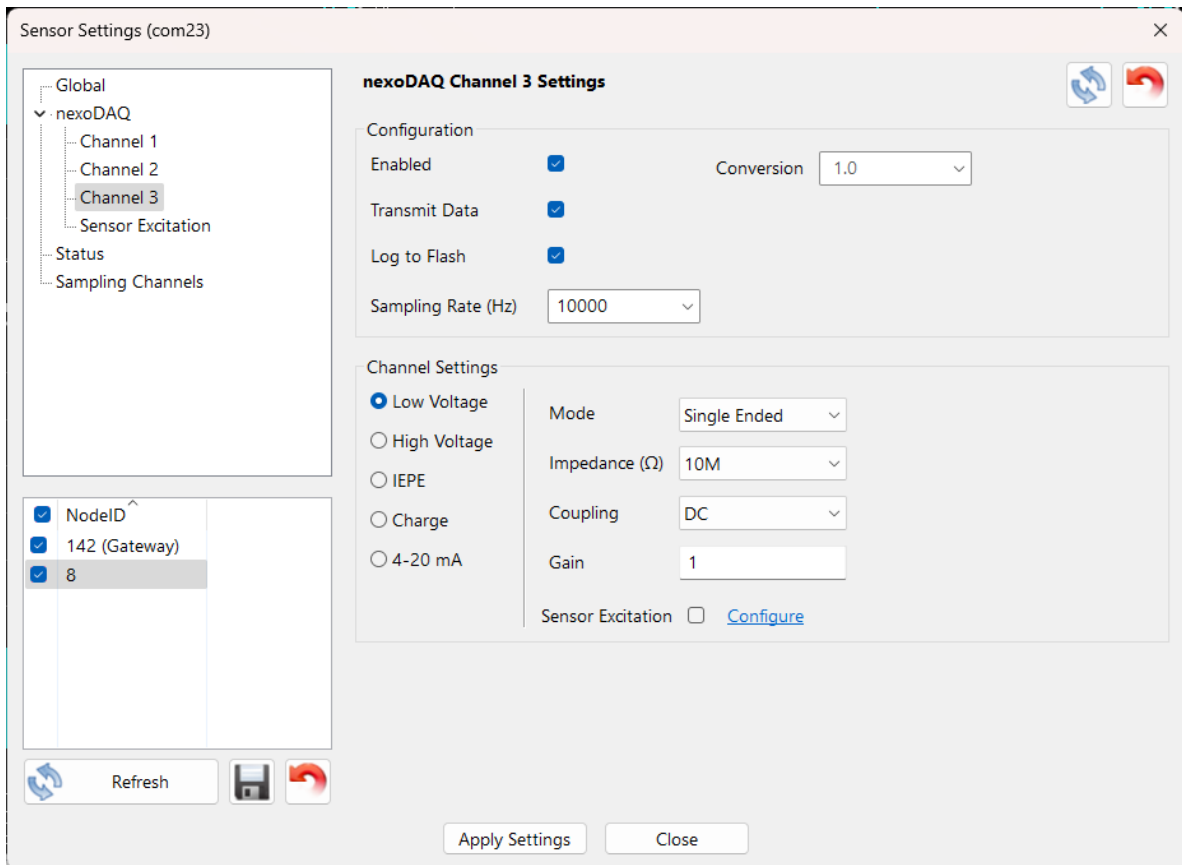 Sensor Settings (com23)
Global
nexoDAQ
Channel 1
Channel 2
Channel 3
Sensor Excitation
Status
Sampling Channels
NodeID
142 (Gateway)
8
Refresh
nexoDAQ Channel 3 Settings
Configuration
Enabled
Conversion 1.0
Transmit Data
Log to Flash
Sampling Rate (Hz) 10000
Channel Settings
Low Voltage
High Voltage
IEPE
Charge
4-20 mA
Mode Single Ended
Impedance (Ω) 10M
Coupling DC
Gain 1
Sensor Excitation Configure
Apply Settings Close